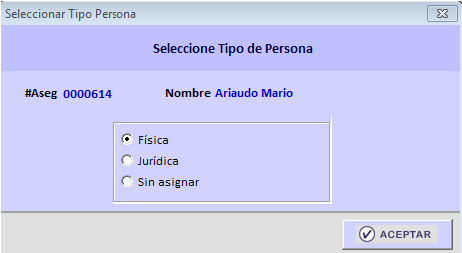 Seleccionar Tipo Persona
Seleccione Tipo de Persona
#Aseg 0000614 Nombre Ariaudo Mario
Física
Jurídica
Sin asignar
ACEPTAR